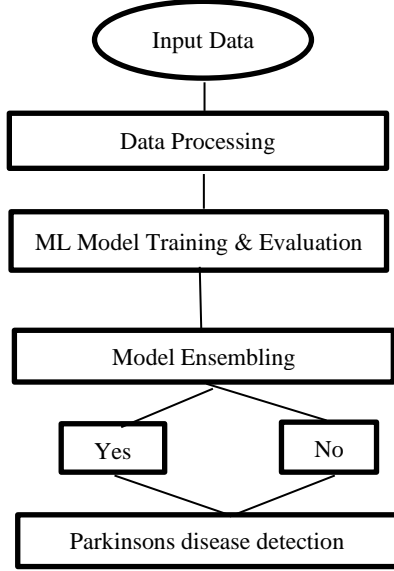 Input Data
Data Processing
ML Model Training & Evaluation
Model Ensembling
Yes
No
Parkinsons disease detection